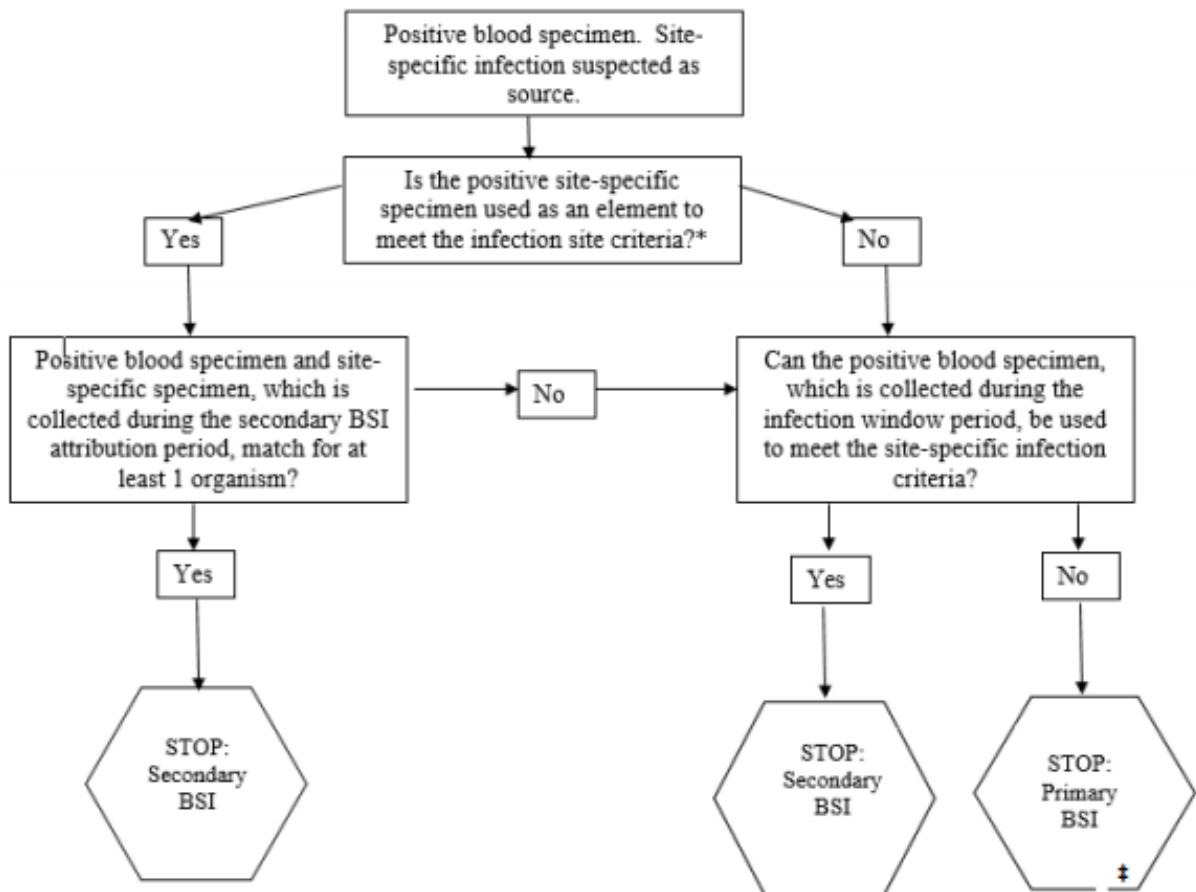 Positive blood specimen. Site-
specific infection suspected as
source.
Is the positive site-specific
specimen used as an element to
meet the infection site criteria?*
Yes
No
Positive blood specimen and site-
specific specimen, which is
collected during the secondary BSI
attribution period, match for at
least 1 organism?
No
Can the positive blood specimen,
which is collected during the
infection window period, be used
to meet the site-specific infection
criteria?
Yes
Yes
No
STOP:
Secondary
BSI
STOP:
Secondary
BSI
STOP:
Primary
BSI
‡